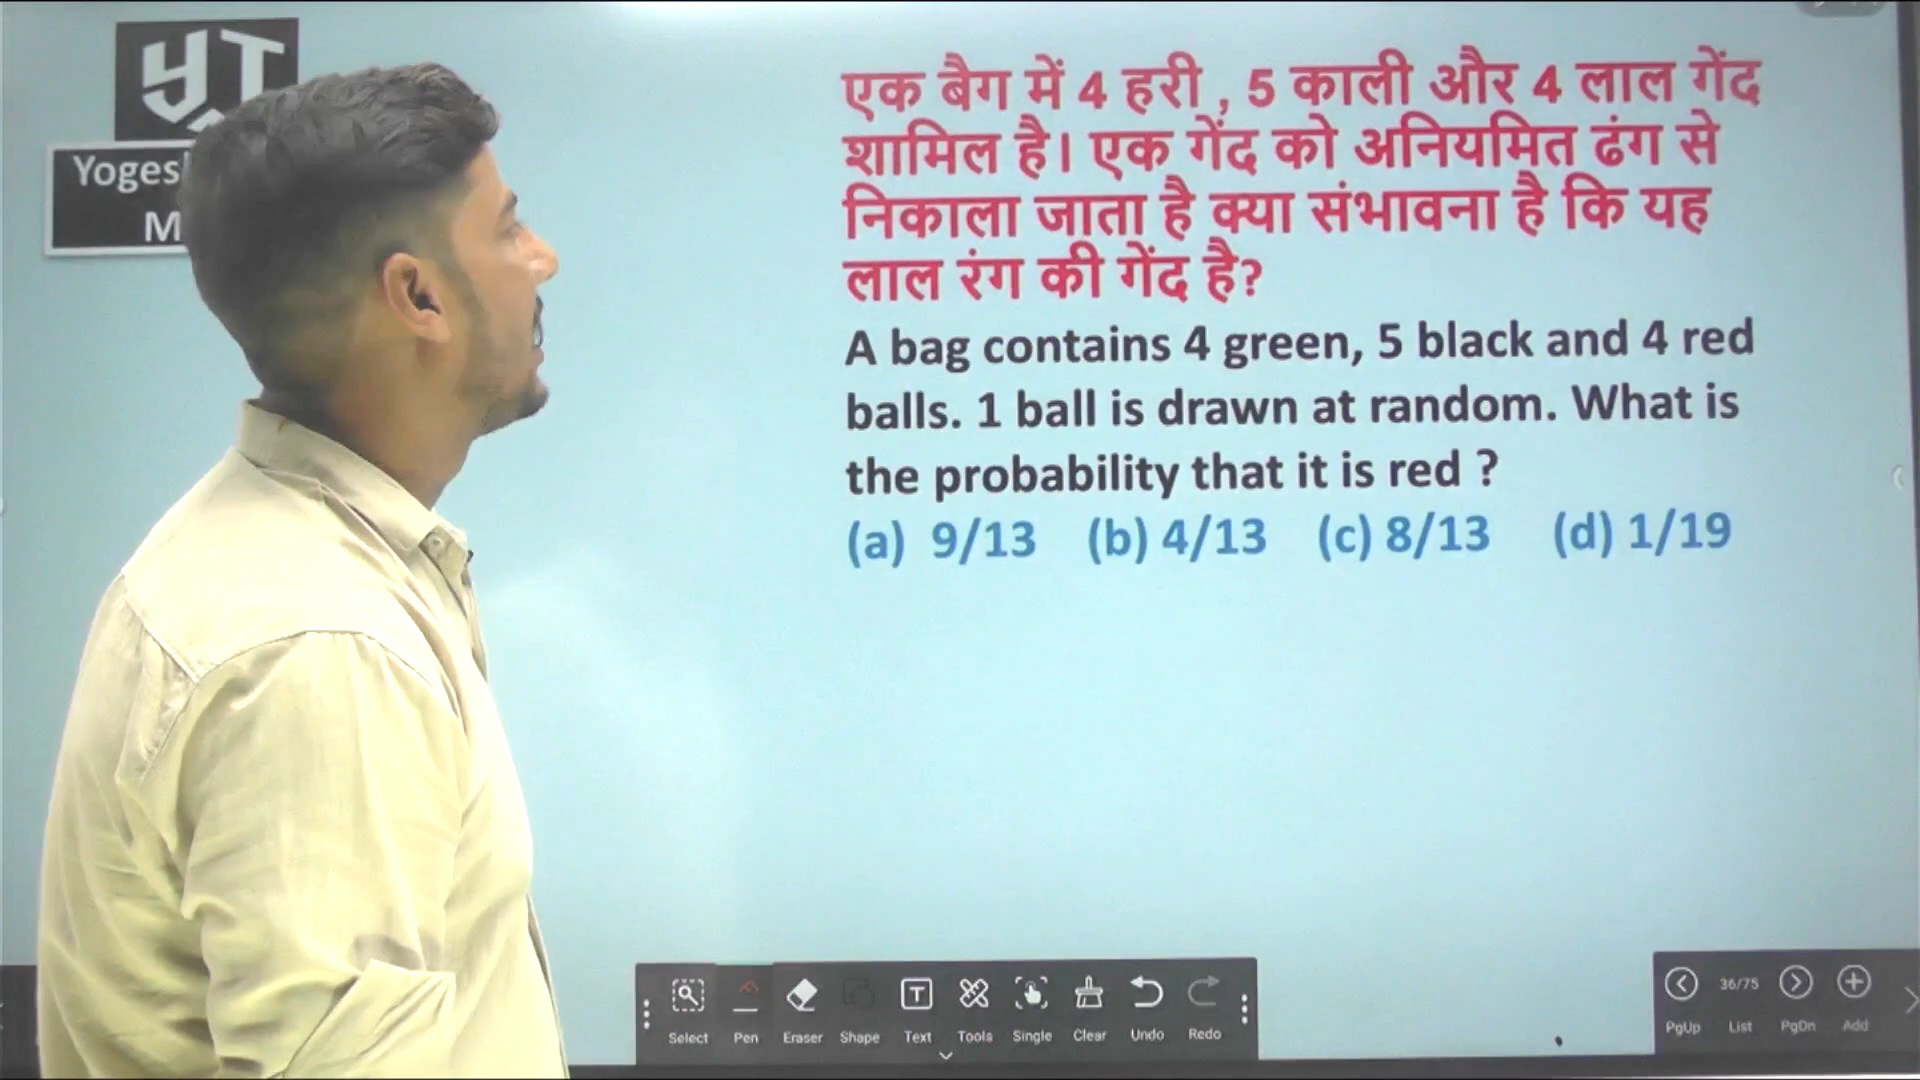 YT
Yoges
M
एक बैग में 4 हरी , 5 काली और 4 लाल गेंद
शामिल है। एक गेंद को अनियमित ढंग से
निकाला जाता है क्या संभावना है कि यह
लाल रंग की गेंद है?
A bag contains 4 green, 5 black and 4 red
balls. 1 ball is drawn at random. What is
the probability that it is red ?
(a) 9/13 (b) 4/13 (c) 8/13 (d) 1/19
Select Pen Eraser Shape Text Tools Single Clear Undo Redo
36/75
PgUp List PgDn Add